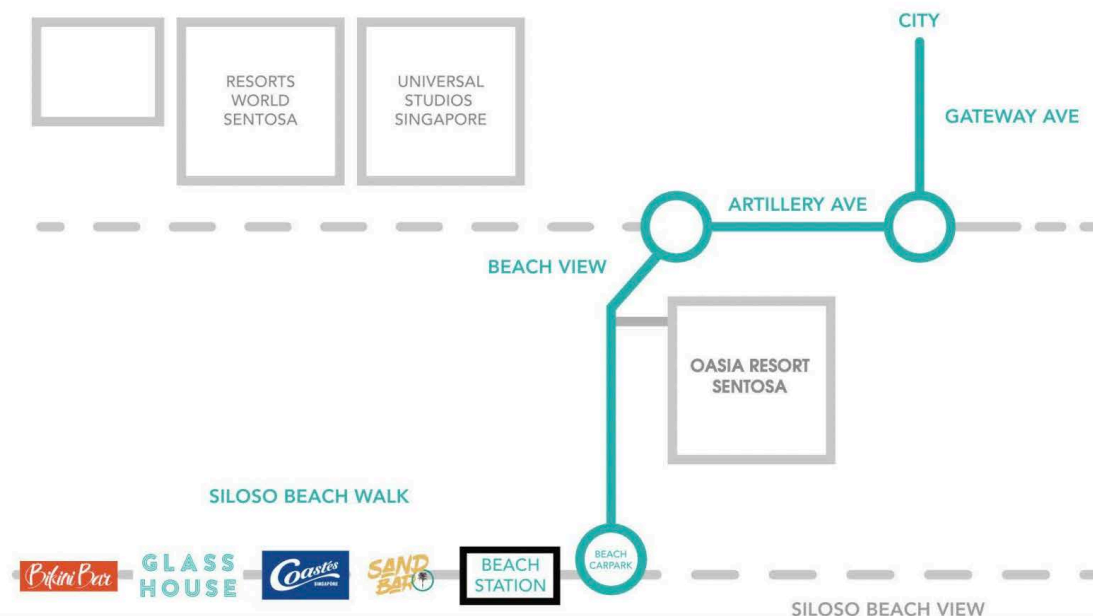 CITY
RESORTS
WORLD
SENTOSA
UNIVERSAL
STUDIOS
SINGAPORE
GATEWAY AVE
ARTILLERY AVE
BEACH VIEW
OASIA RESORT
SENTOSA
SILOSO BEACH WALK
Bikini Bar
GLASS
HOUSE
Coastes
SINGAPORE
SAND
BAR
BEACH
STATION
BEACH
CARPARK
SILOSO BEACH VIEW